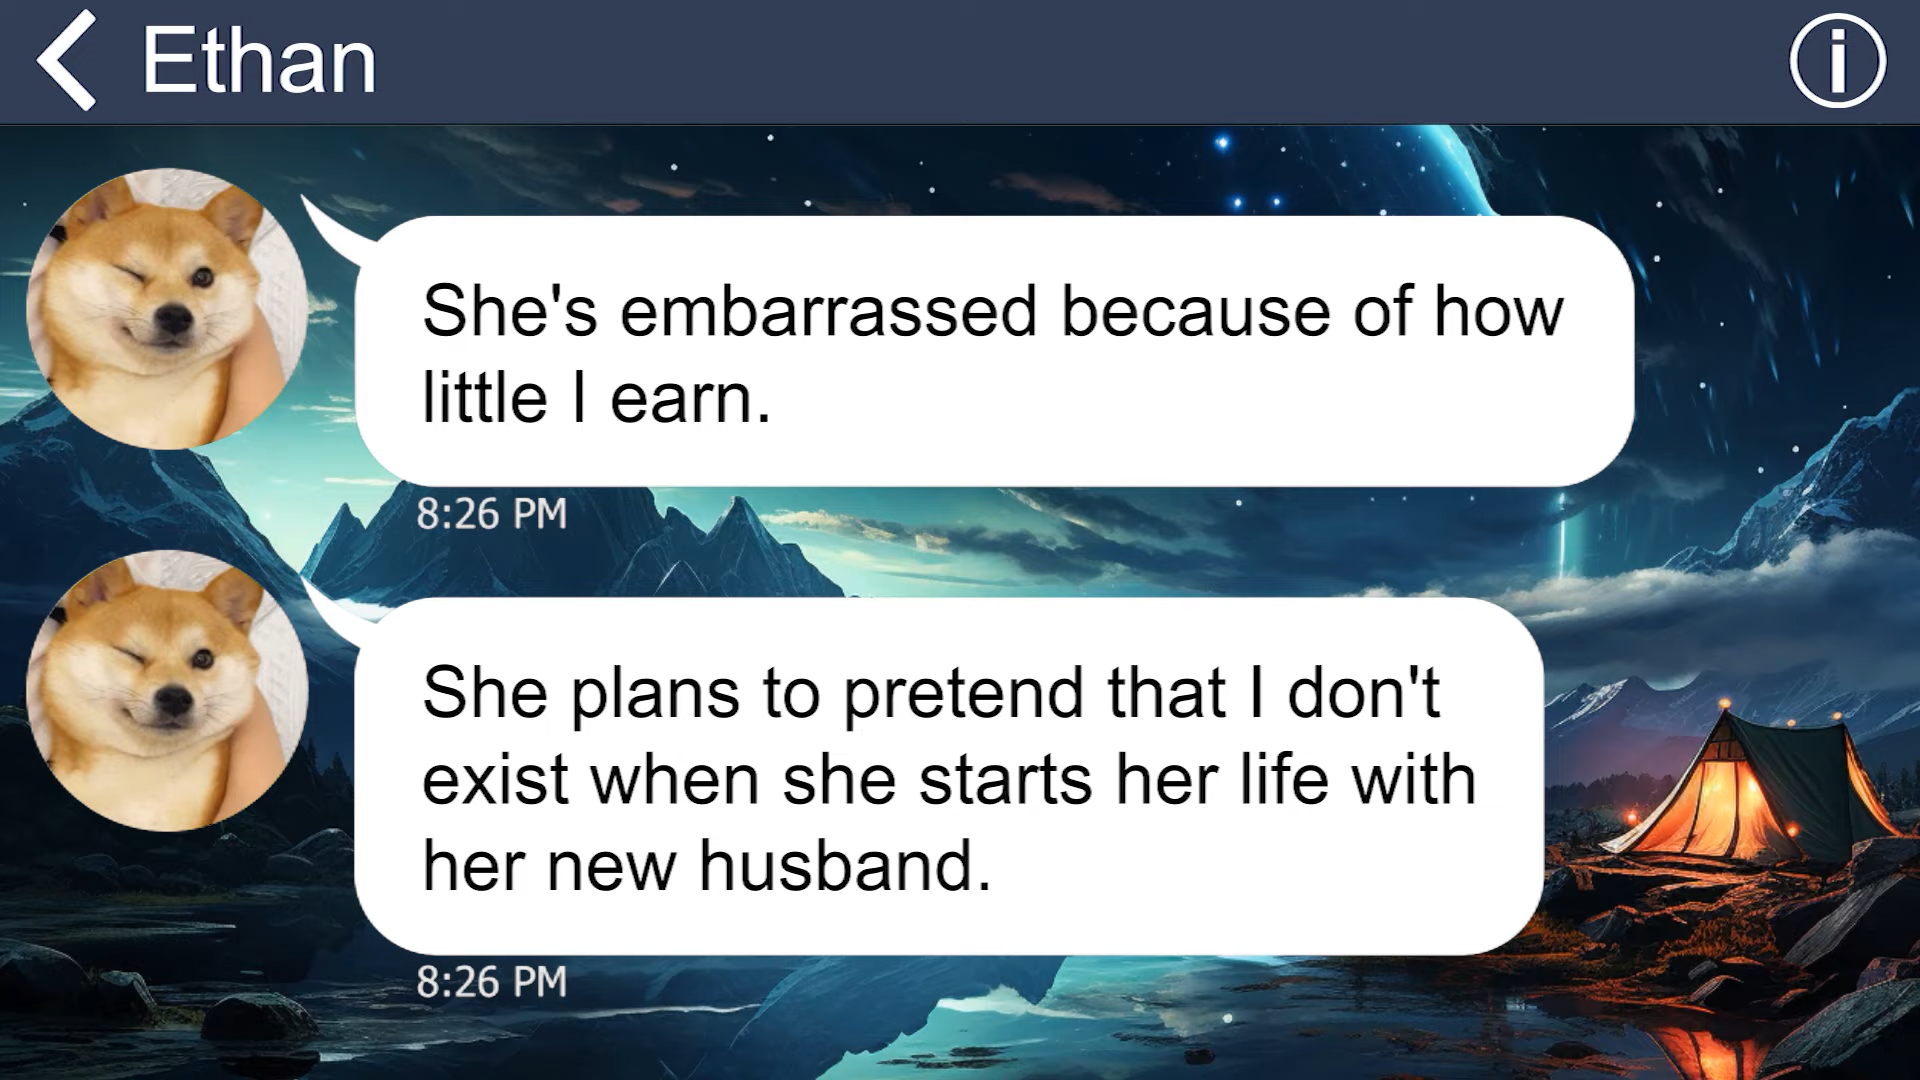 Ethan
She's embarrassed because of how
little I earn.
8:26 PM
She plans to pretend that I don't
exist when she starts her life with
her new husband.
8:26 PM